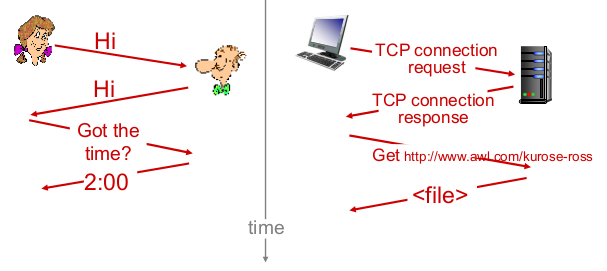 Hi
Hi
Got the
time?
2:00
TCP connection
request
TCP connection
response
Get http://www.awl.com/kurose-ross
<file>
time